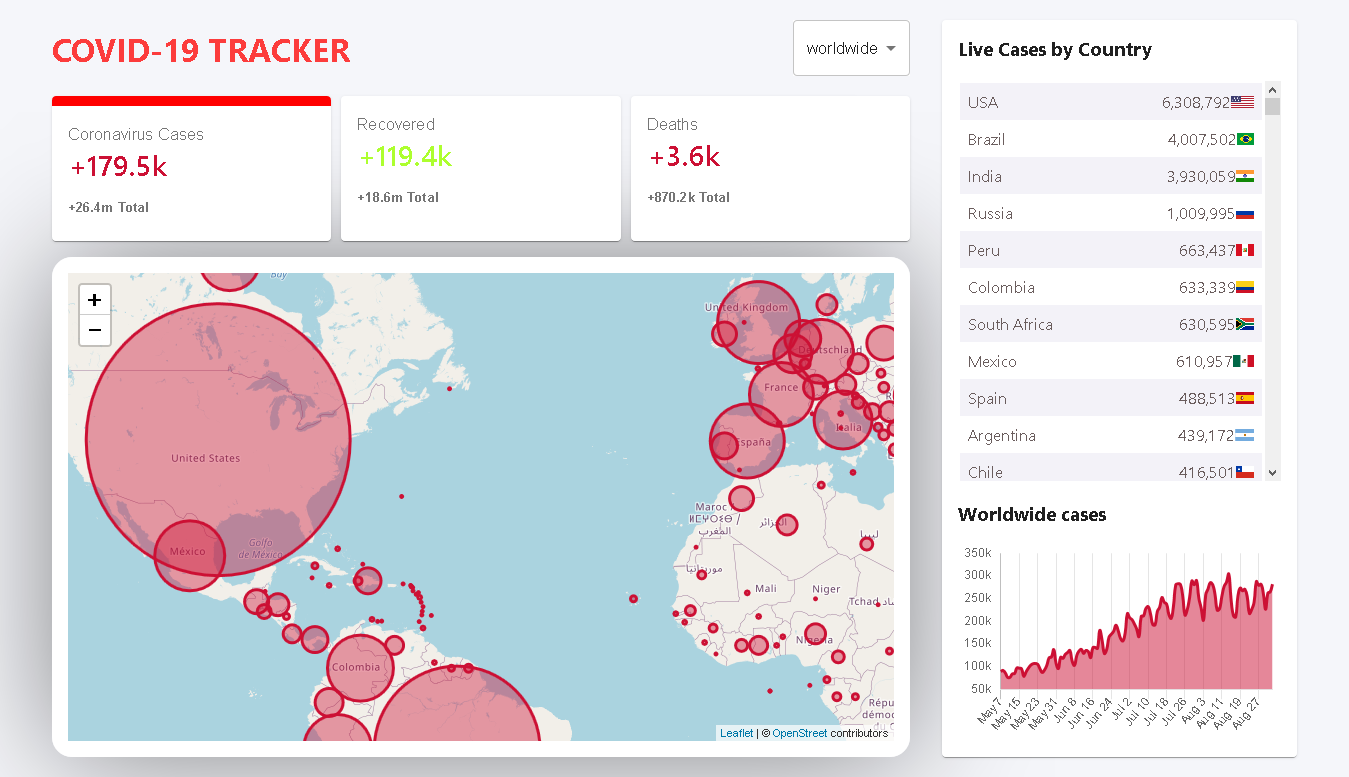 COVID-19 TRACKER
worldwide
Coronavirus Cases
+179.5k
+26.4m Total
Recovered
+119.4k
+18.6m Total
Deaths
+3.6k
+870.2k Total
+
−
Bay
United Kingdom
Deutschland
France
Italia
España
United States
México
Golfo
de México
Colombia
Maroc /
ⵍⵎⵖⵔⵉⴱ /
المغرب
الجزائر
ليبيا
موريتانيا
Mali
Niger
Nigeria
Leaflet | © OpenStreet contributors
Live Cases by Country
USA 6,308,792
Brazil 4,007,502
India 3,930,059
Russia 1,009,995
Peru 663,437
Colombia 633,339
South Africa 630,595
Mexico 610,957
Spain 488,513
Argentina 439,172
Chile 416,501
Worldwide cases
350k
300k
250k
200k
150k
100k
50k
May 7
May 15
May 23
May 31
Jun 8
Jun 16
Jun 24
Jul 2
Jul 10
Jul 18
Jul 26
Aug 3
Aug 11
Aug 19
Aug 27